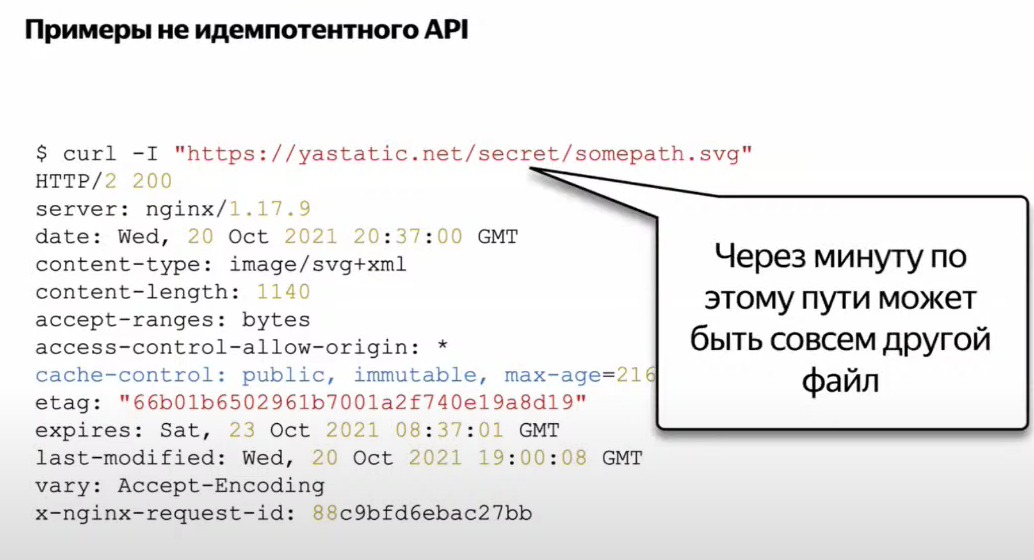 Примеры не идемпотентного API
$ curl -I "https://yastatic.net/secret/somepath.svg"
HTTP/2 200
server: nginx/1.17.9
date: Wed, 20 Oct 2021 20:37:00 GMT
content-type: image/svg+xml
content-length: 1140
accept-ranges: bytes
access-control-allow-origin: *
cache-control: public, immutable, max-age=216
etag: "66b01b6502961b7001a2f740e19a8d19"
expires: Sat, 23 Oct 2021 08:37:01 GMT
last-modified: Wed, 20 Oct 2021 19:00:08 GMT
vary: Accept-Encoding
x-nginx-request-id: 88c9bfd6ebac27bb
Через минуту по
этому пути может
быть совсем другой
файл